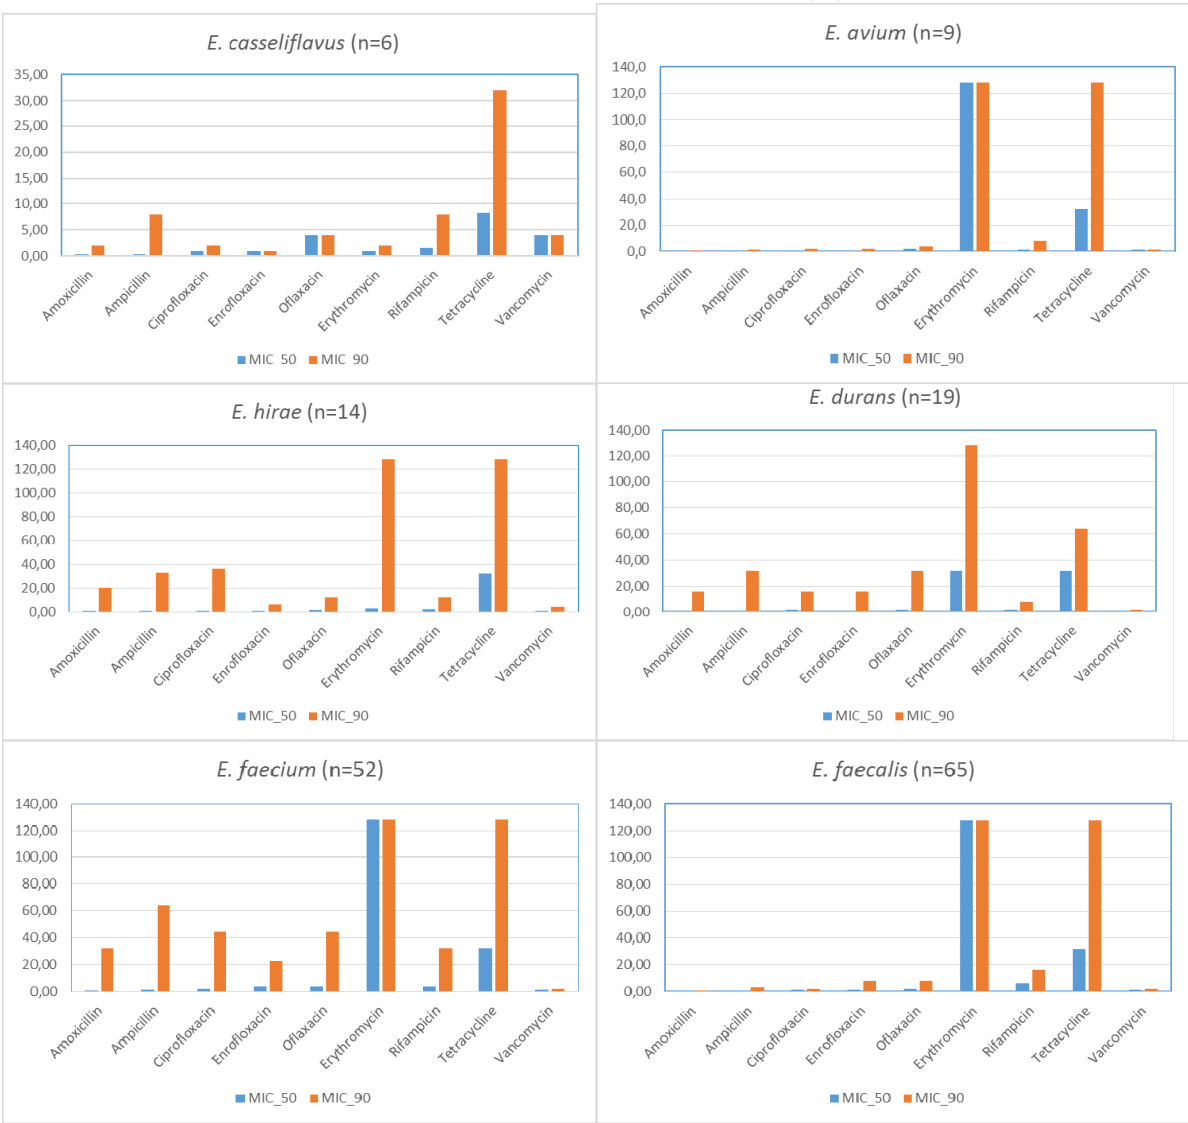 E. casseliflavus (n=6)
35,00
30,00
25,00
20,00
15,00
10,00
5,00
0,00
Amoxicillin
Ampicillin
Ciprofloxacin
Enrofloxacin
Oflaxacin
Erythromycin
Rifampicin
Tetracycline
Vancomycin
MIC_50 MIC_90
E. avium (n=9)
140,0
120,0
100,0
80,0
60,0
40,0
20,0
0,0
Amoxicillin
Ampicillin
Ciprofloxacin
Enrofloxacin
Oflaxacin
Erythromycin
Rifampicin
Tetracycline
Vancomycin
MIC_50 MIC_90
E. hirae (n=14)
140,00
120,00
100,00
80,00
60,00
40,00
20,00
0,00
Amoxicillin
Ampicillin
Ciprofloxacin
Enrofloxacin
Oflaxacin
Erythromycin
Rifampicin
Tetracycline
Vancomycin
MIC_50 MIC_90
E. durans (n=19)
140,00
120,00
100,00
80,00
60,00
40,00
20,00
0,00
Amoxicillin
Ampicillin
Ciprofloxacin
Enrofloxacin
Oflaxacin
Erythromycin
Rifampicin
Tetracycline
Vancomycin
MIC_50 MIC_90
E. faecium (n=52)
140,00
120,00
100,00
80,00
60,00
40,00
20,00
0,00
Amoxicillin
Ampicillin
Ciprofloxacin
Enrofloxacin
Oflaxacin
Erythromycin
Rifampicin
Tetracycline
Vancomycin
MIC_50 MIC_90
E. faecalis (n=65)
140,00
120,00
100,00
80,00
60,00
40,00
20,00
0,00
Amoxicillin
Ampicillin
Ciprofloxacin
Enrofloxacin
Oflaxacin
Erythromycin
Rifampicin
Tetracycline
Vancomycin
MIC_50 MIC_90